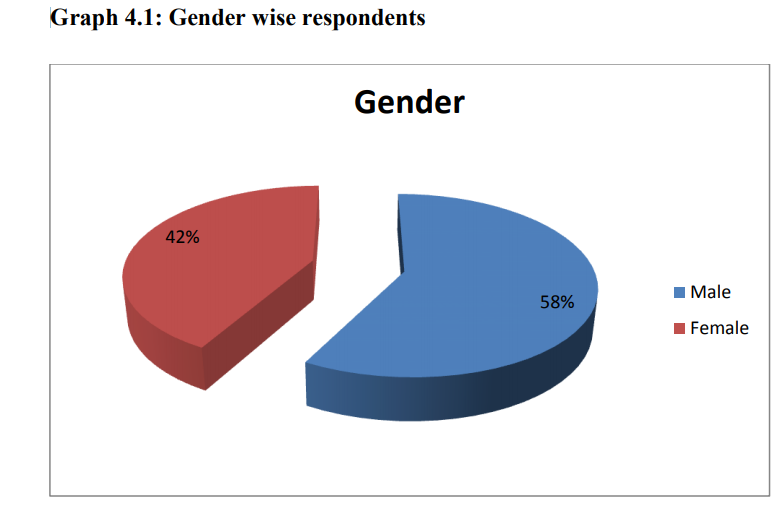 Graph 4.1: Gender wise respondents
Gender
42%
58%
Male
Female